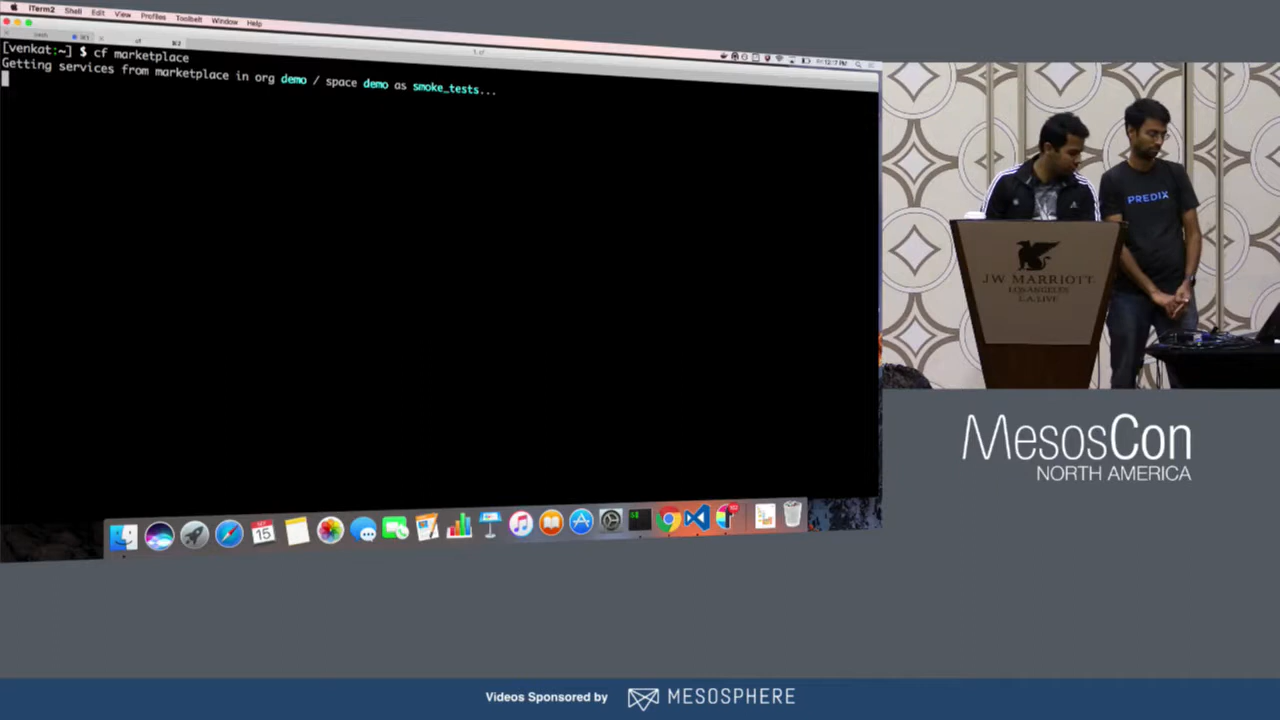 iTerm2 Shell Edit View Profiles Toolbelt Window Help
[venkat:~] $ cf marketplace
Getting services from marketplace in org demo / space demo as smoke_tests...
15
PREDIX
J.W. MARRIOTT
LOS ANGELES
L.A. LIVE
MesosCon
NORTH AMERICA
Videos Sponsored by MESOSPHERE